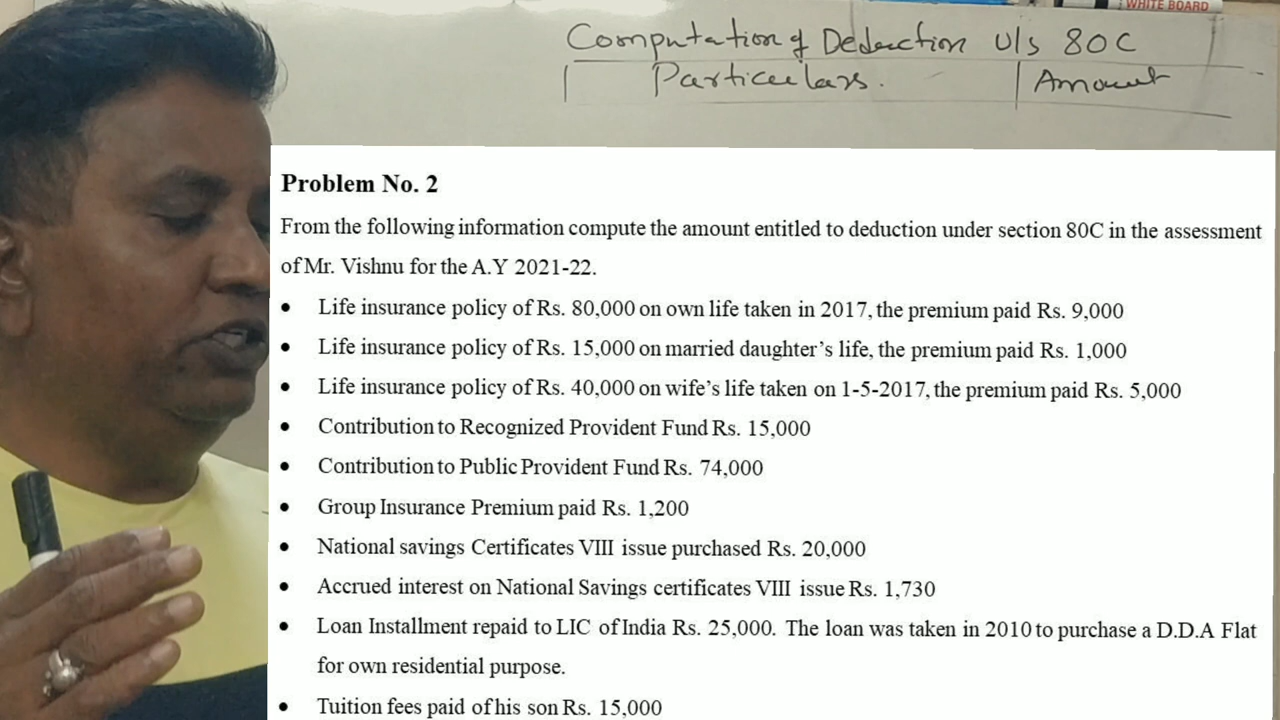 WHITE BOARD
Computation of Deduction U/s 80C
Particulars. Amount
Problem No. 2
From the following information compute the amount entitled to deduction under section 80C in the assessment
of Mr. Vishnu for the A.Y 2021-22.
• Life insurance policy of Rs. 80,000 on own life taken in 2017, the premium paid Rs. 9,000
• Life insurance policy of Rs. 15,000 on married daughter’s life, the premium paid Rs. 1,000
• Life insurance policy of Rs. 40,000 on wife’s life taken on 1-5-2017, the premium paid Rs. 5,000
• Contribution to Recognized Provident Fund Rs. 15,000
• Contribution to Public Provident Fund Rs. 74,000
• Group Insurance Premium paid Rs. 1,200
• National savings Certificates VIII issue purchased Rs. 20,000
• Accrued interest on National Savings certificates VIII issue Rs. 1,730
• Loan Installment repaid to LIC of India Rs. 25,000. The loan was taken in 2010 to purchase a D.D.A Flat
for own residential purpose.
• Tuition fees paid of his son Rs. 15,000